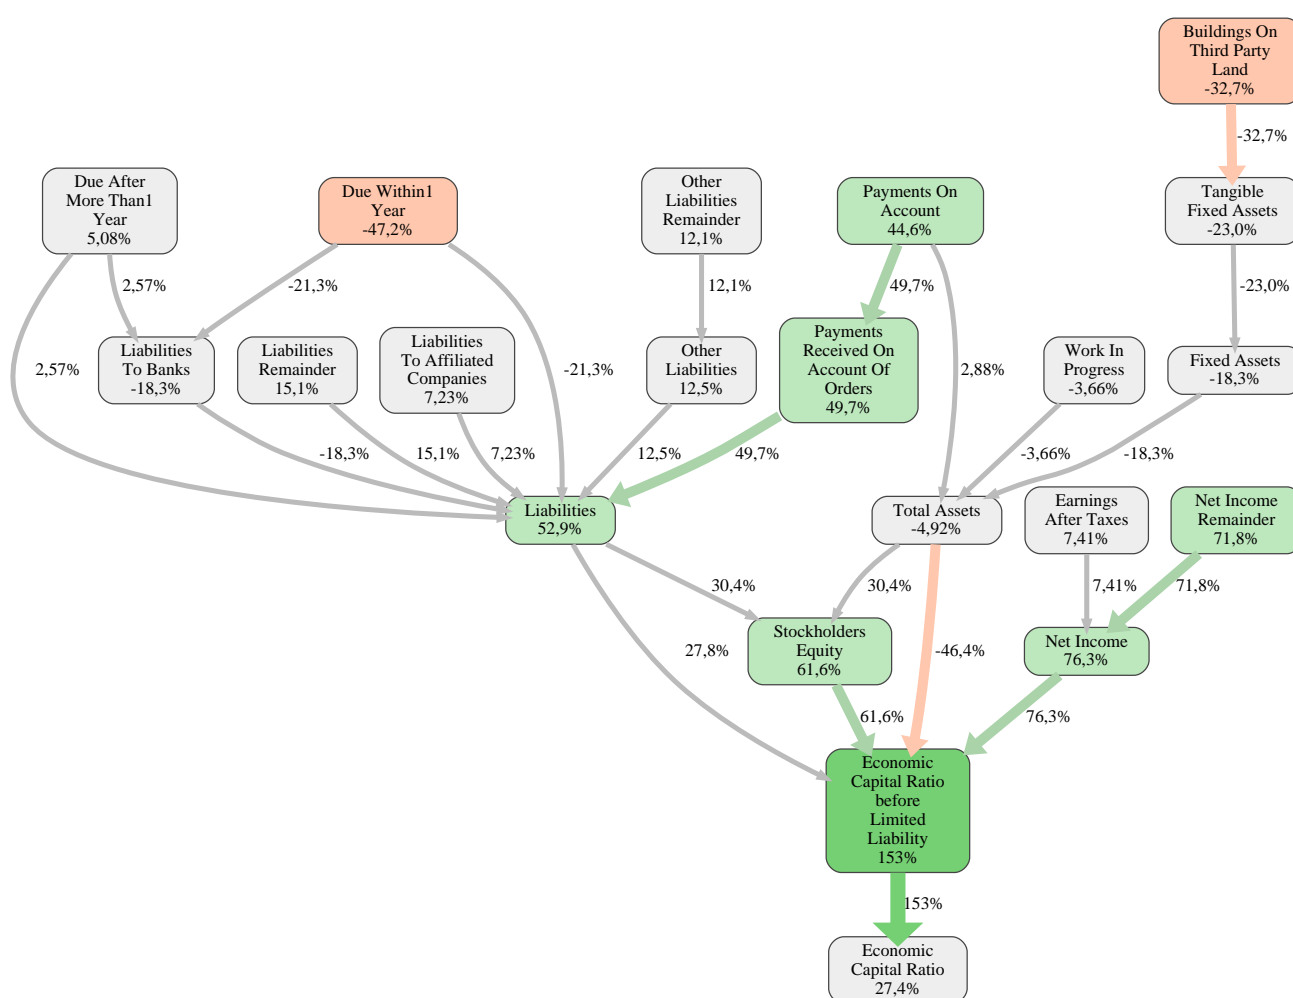 Buildings On
Third Party
Land
-32,7%
-32,7%
Due After
More Than1
Year
5,08%
Due Within1
Year
-47,2%
Other
Liabilities
Remainder
12,1%
Payments On
Account
44,6%
Tangible
Fixed Assets
-23,0%
2,57%
-21,3%
12,1%
49,7%
-23,0%
Liabilities
To Banks
-18,3%
Liabilities
Remainder
15,1%
Liabilities
To Affiliated
Companies
7,23%
Other
Liabilities
12,5%
Payments
Received On
Account Of
Orders
49,7%
Work In
Progress
-3,66%
Fixed Assets
-18,3%
2,57%
-21,3%
2,88%
-18,3%
15,1%
7,23%
12,5%
49,7%
-3,66%
-18,3%
Liabilities
52,9%
Total Assets
-4,92%
Earnings
After Taxes
7,41%
Net Income
Remainder
71,8%
30,4%
30,4%
7,41%
71,8%
Stockholders
Equity
61,6%
Net Income
76,3%
27,8%
-46,4%
61,6%
76,3%
Economic
Capital Ratio
before
Limited
Liability
153%
153%
Economic
Capital Ratio
27,4%